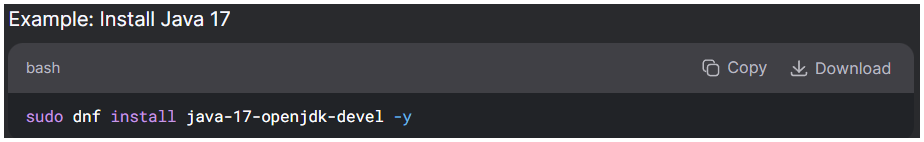 Example: Install Java 17
bash Copy Download
sudo dnf install java-17-openjdk-devel -y